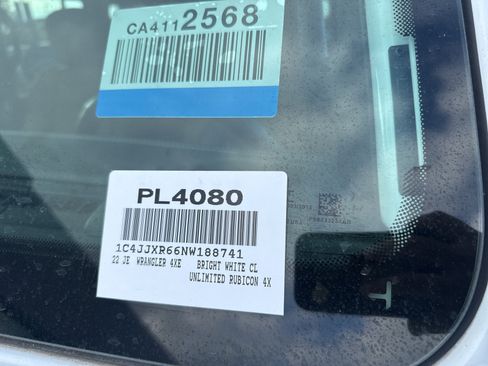 CA4112568
PL4080
1C4JJXR66NW188741
22 JE WRANGLER 4XE BRIGHT WHITE CL
UNLIMITED RUBICON 4X
T